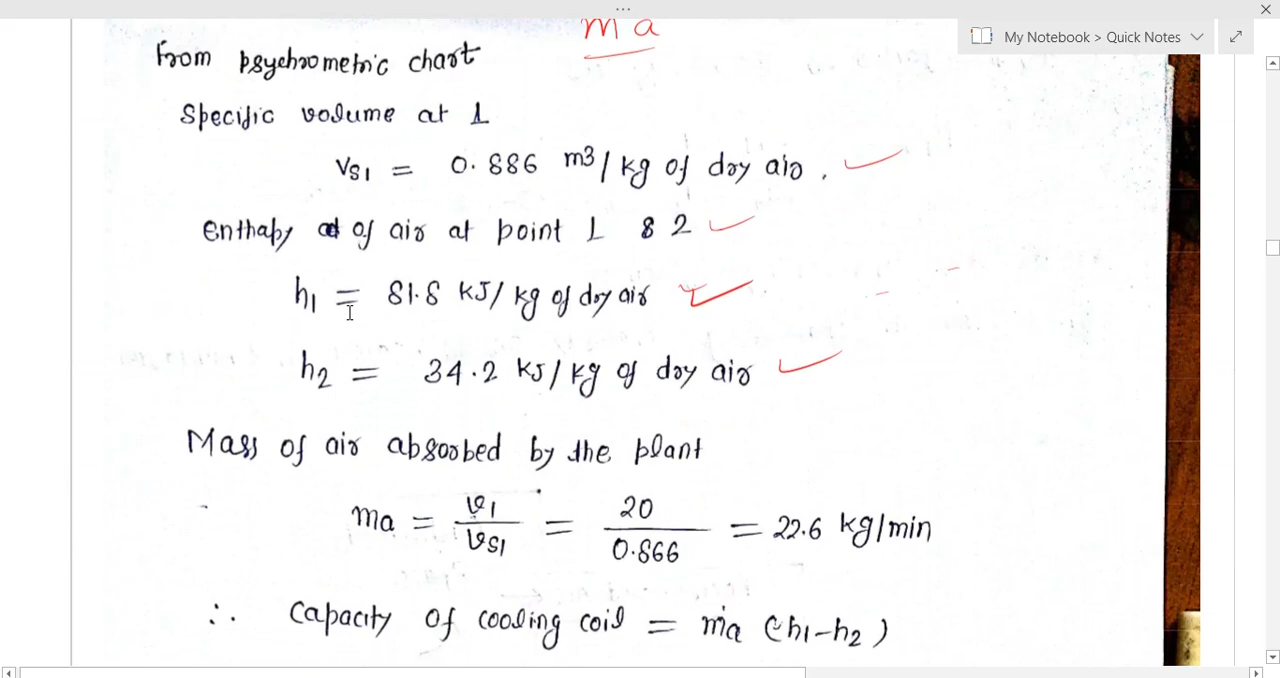 ...
ma
My Notebook > Quick Notes
From psychrometric chart
Specific volume at 1
Vs1 = 0.886 m3/kg of dry air.
Enthapy at of air at point 1 & 2
h1 = 81.8 kJ/kg of dry air
h2 = 34.2 kJ/kg of dry air
Mass of air absorbed by the plant
ma = v1/vs1 = 20/0.866 = 22.6 kg/min
∴ Capacity of cooling coil = ṁa (h1-h2)